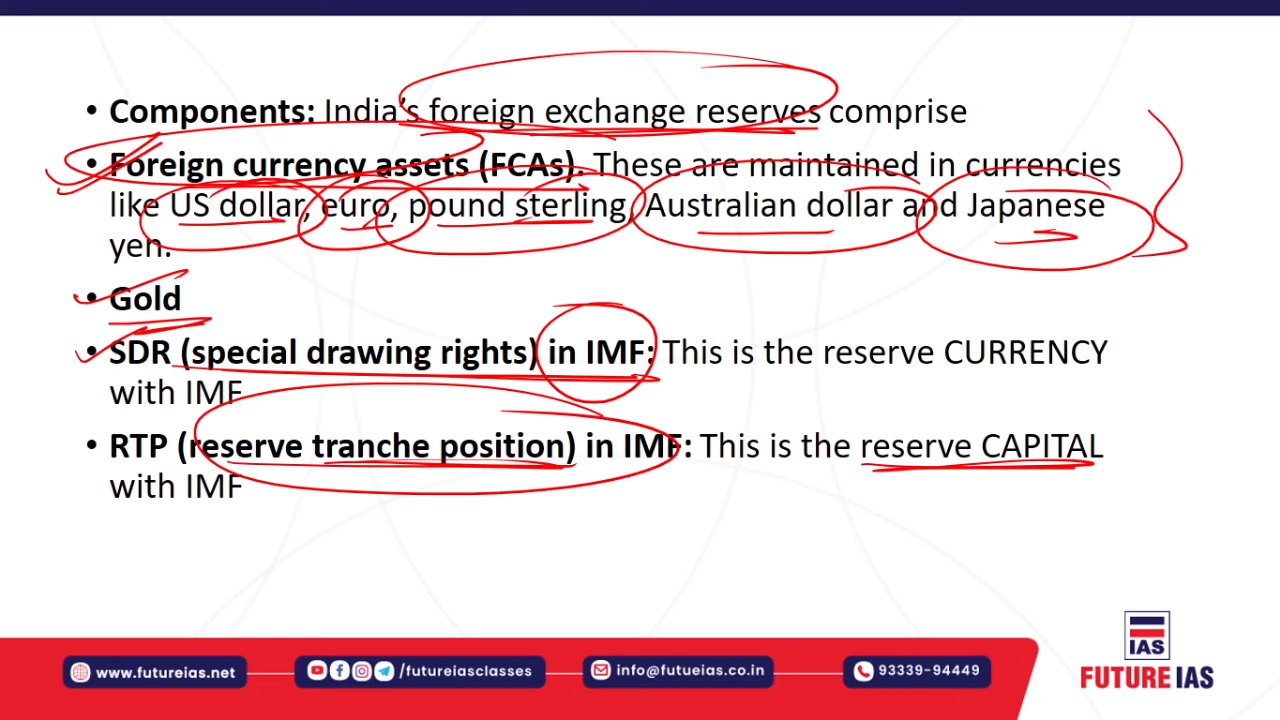 • Components: India's foreign exchange reserves comprise
• Foreign currency assets (FCAs). These are maintained in currencies
like US dollar, euro, pound sterling, Australian dollar and Japanese
yen.
• Gold
• SDR (special drawing rights) in IMF: This is the reserve CURRENCY
with IMF
• RTP (reserve tranche position) in IMF: This is the reserve CAPITAL
with IMF
IAS
FUTURE IAS
www.futureias.net
/futureiasclasses
info@futueias.co.in
93339-94449